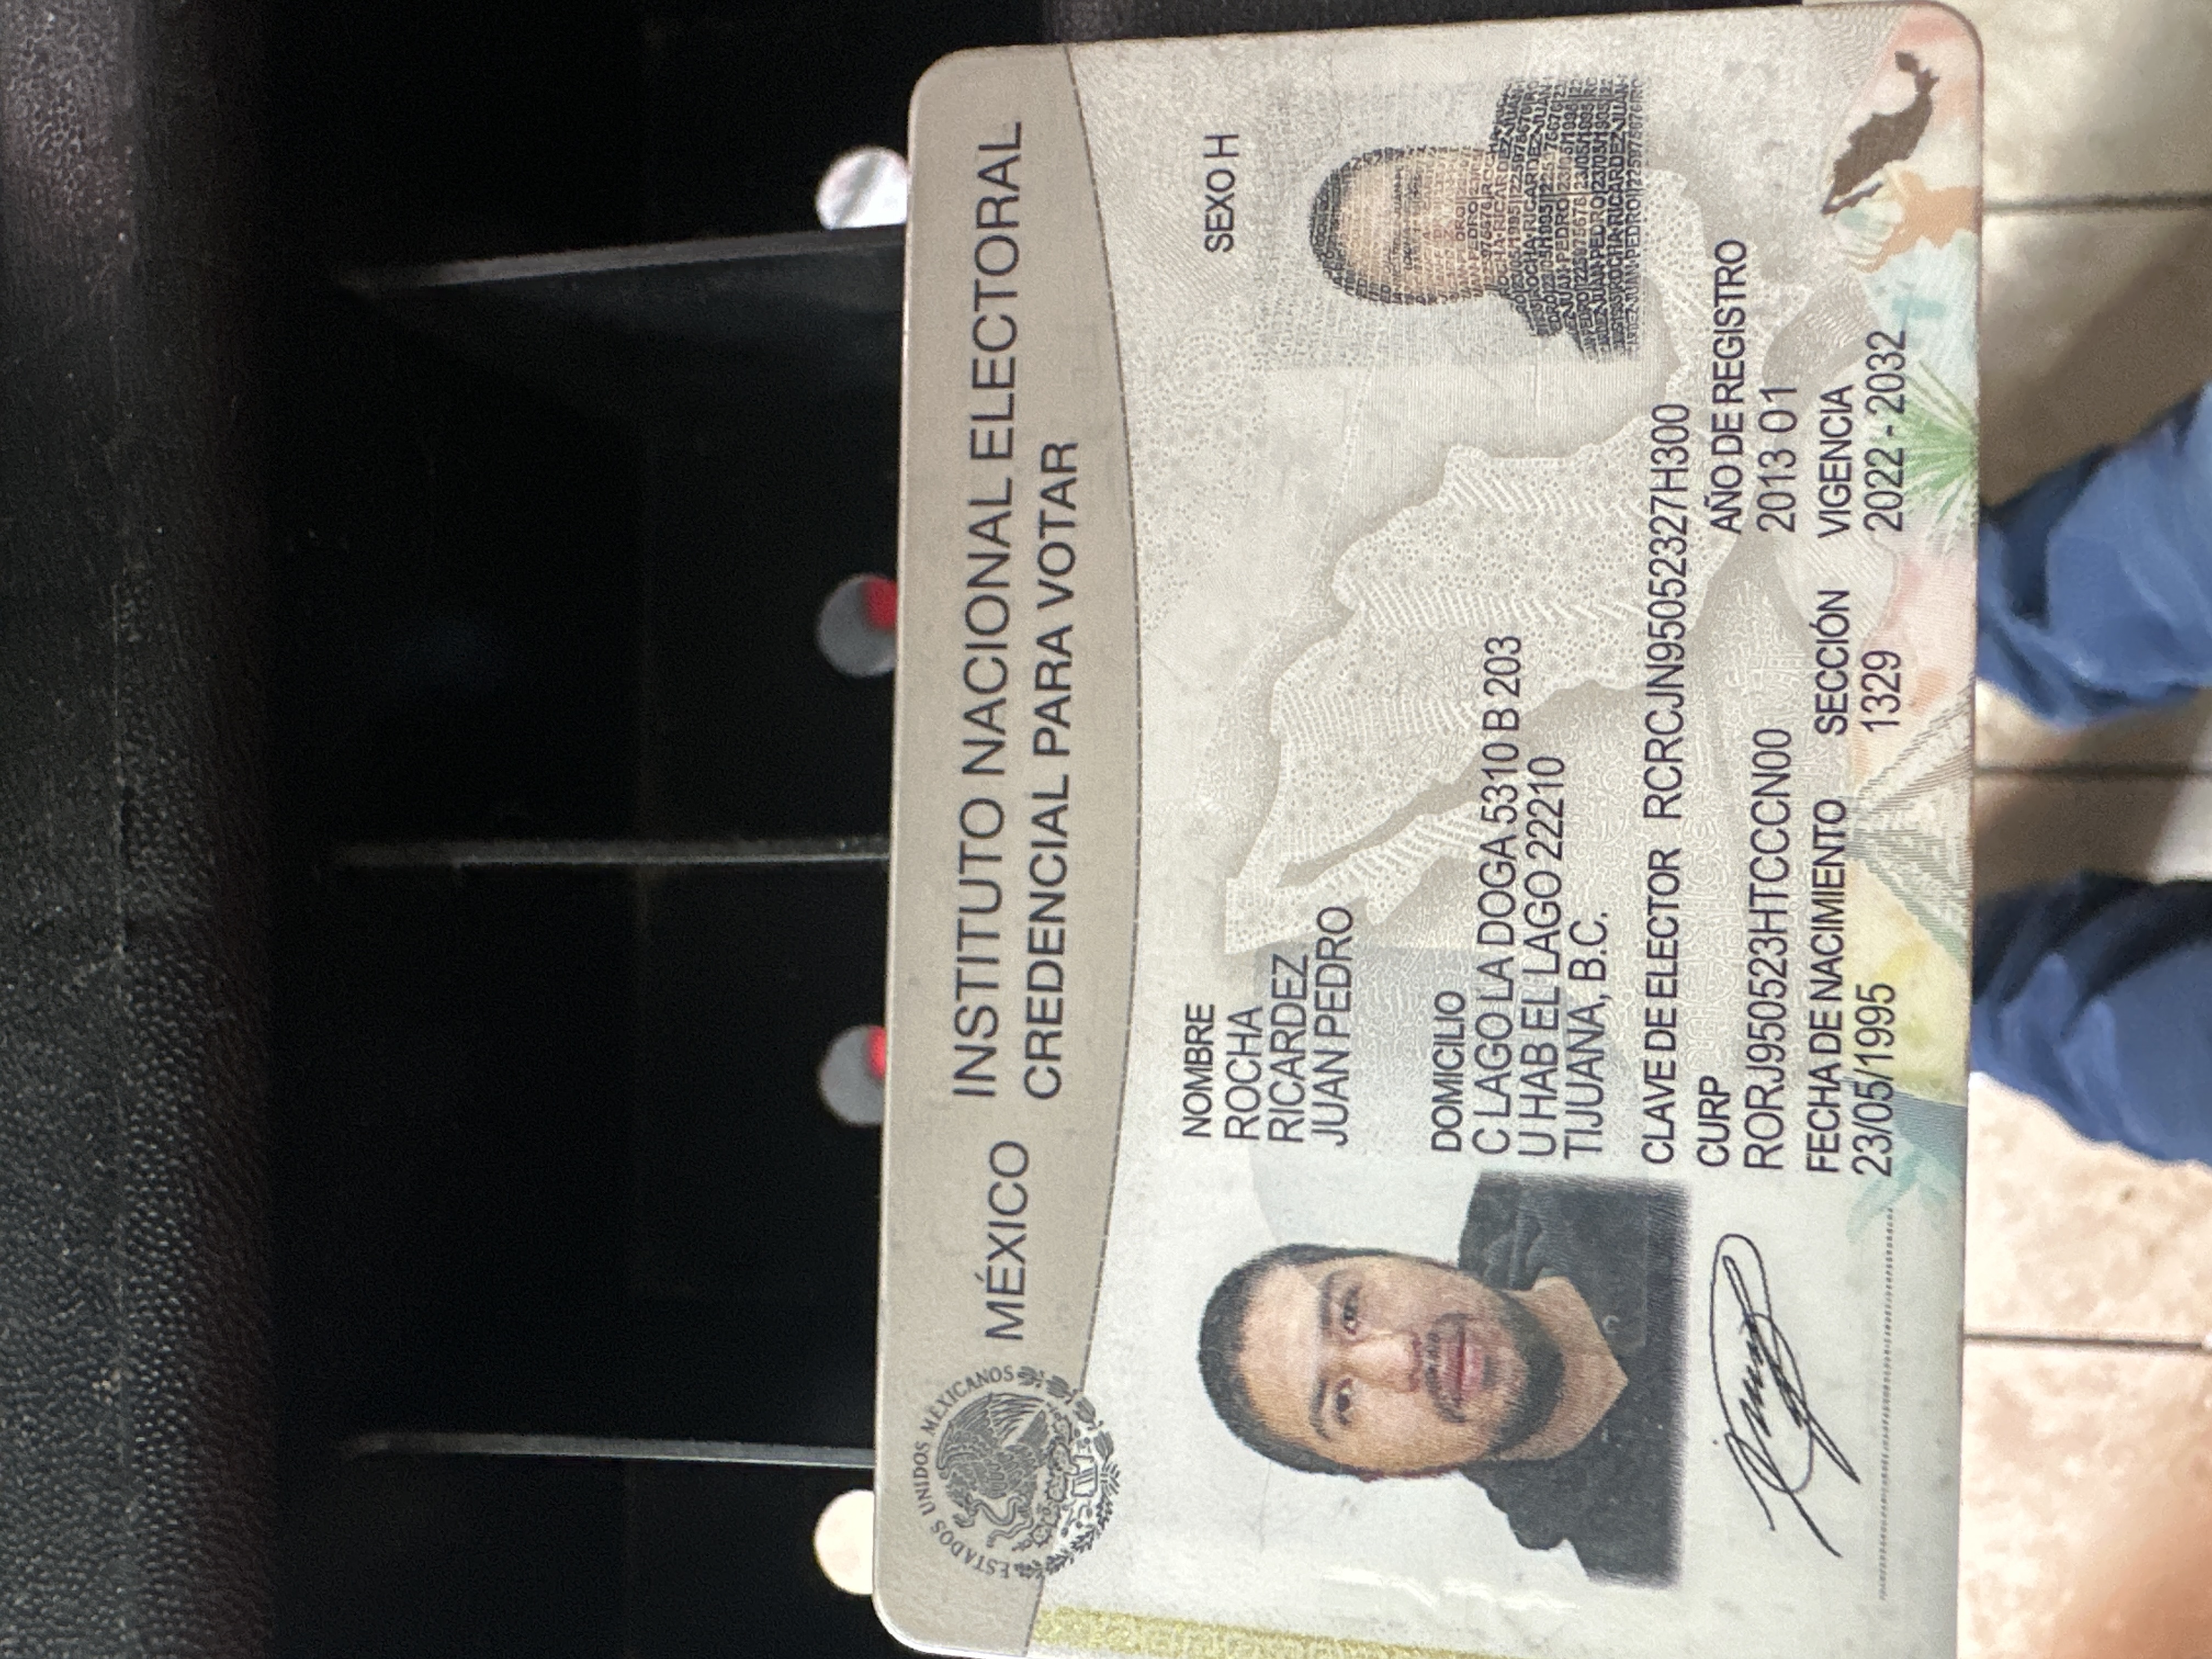 MÉXICO INSTITUTO NACIONAL ELECTORAL
CREDENCIAL PARA VOTAR
ESTADOS UNIDOS MEXICANOS
NOMBRE
ROCHA
RICARDEZ
JUAN PEDRO
SEXO H
DOMICILIO
C LAGO LA DOGA 5310 B 203
U HAB EL LAGO 22210
TIJUANA, B.C.
CLAVE DE ELECTOR RCRCJN95052327H300
CURP
RORJ950523HTCCCN00
AÑO DE REGISTRO
2013 01
FECHA DE NACIMIENTO
23/05/1995
SECCIÓN
1329
VIGENCIA
2022 - 2032